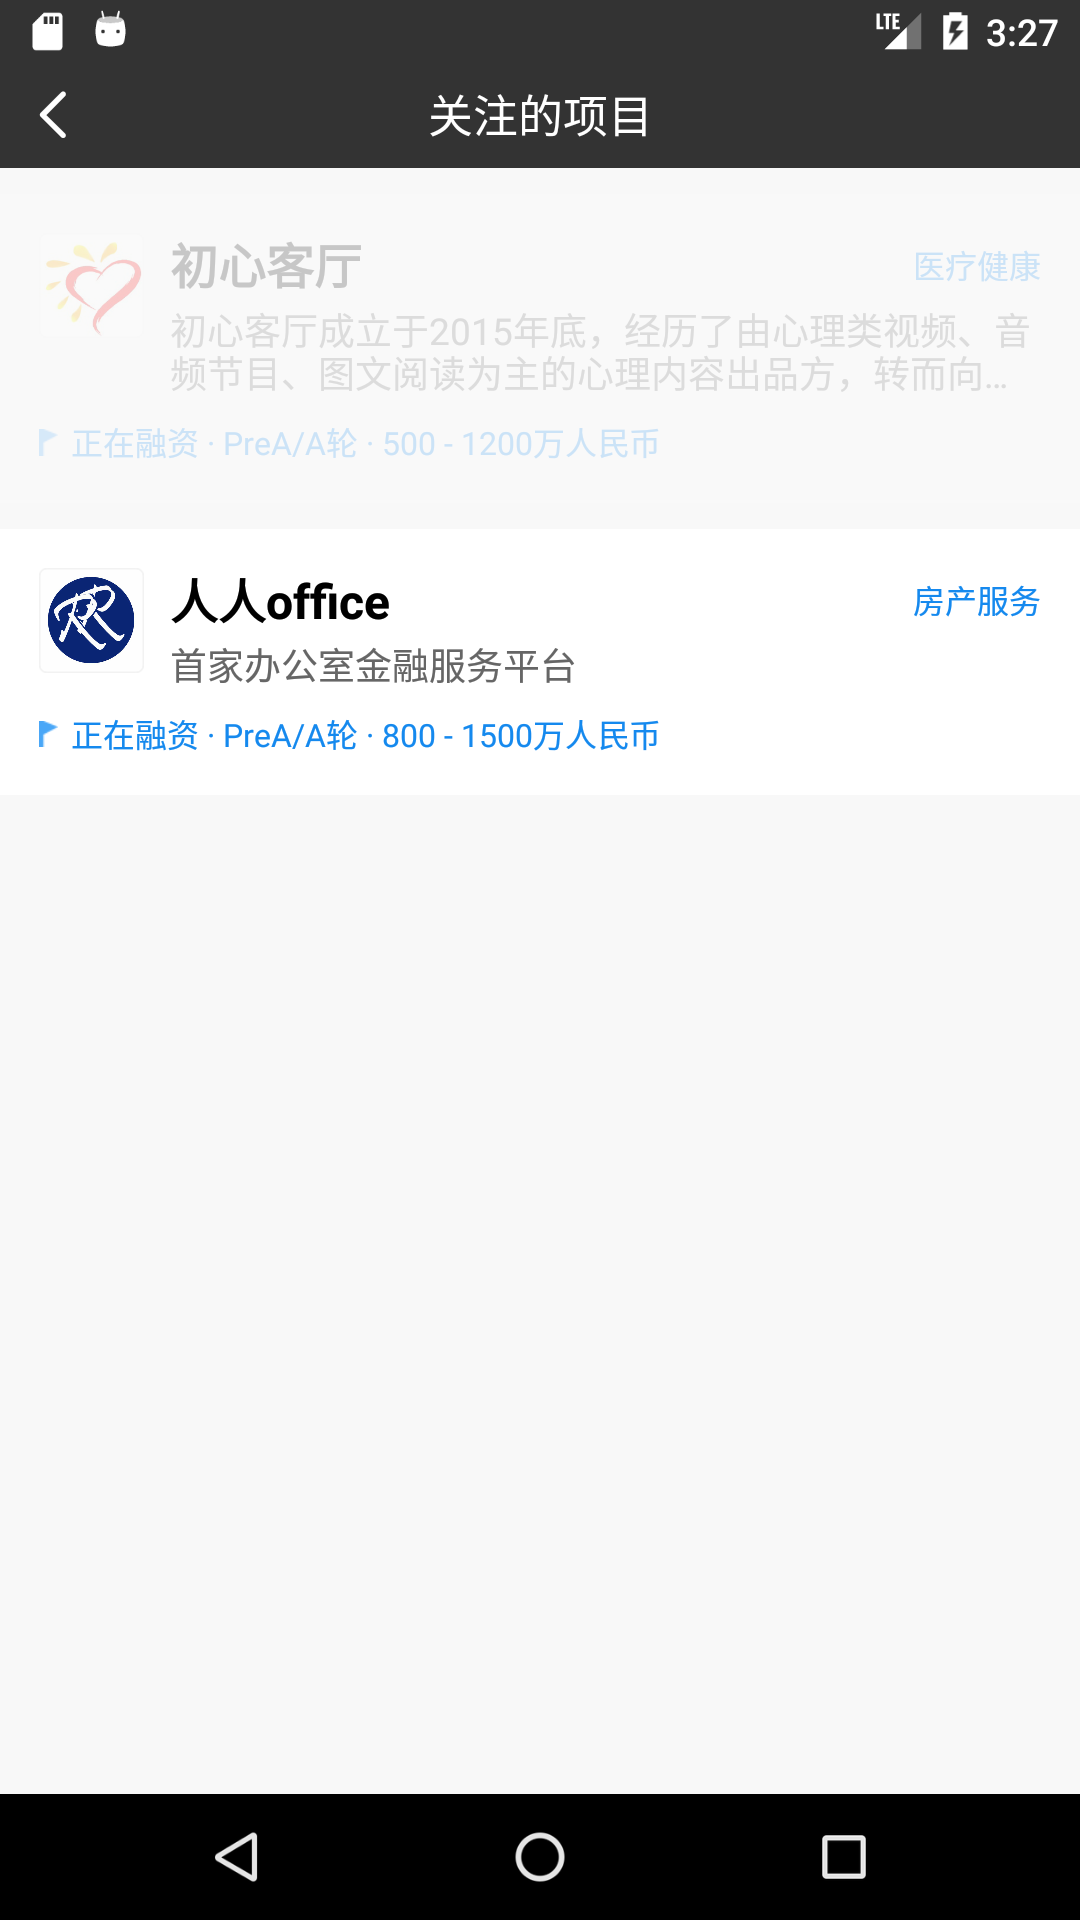 LTE 3:27
关注的项目
初心客厅 医疗健康
初心客厅成立于2015年底，经历了由心理类视频、音
频节目、图文阅读为主的心理内容出品方，转而向...
正在融资 · PreA/A轮 · 500 - 1200万人民币
人人office 房产服务
首家办公室金融服务平台
正在融资 · PreA/A轮 · 800 - 1500万人民币